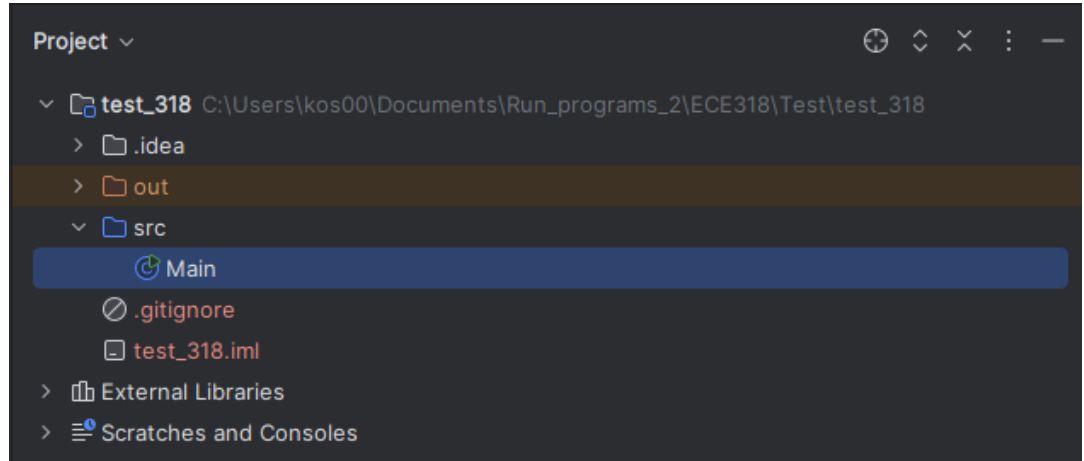 Project
test_318 C:\Users\kos00\Documents\Run_programs_2\ECE318\Test\test_318
.idea
out
src
Main
.gitignore
test_318.iml
External Libraries
Scratches and Consoles